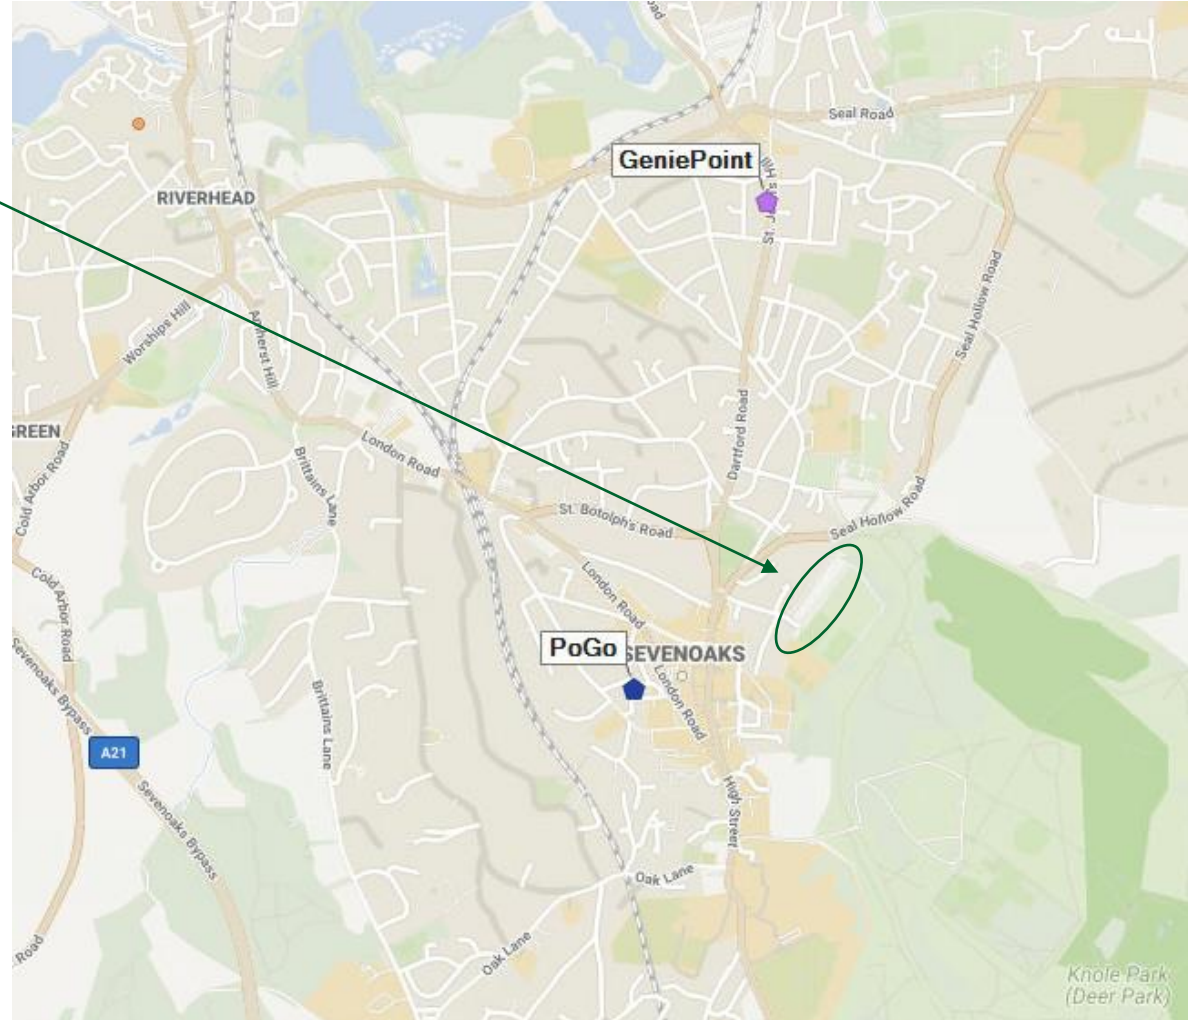 Seal Road
GeniePoint
St. J
s Hill
RIVERHEAD
Seal Hollow Road
Worships Hill
Amherst Hill
GREEN
London Road
Dartford Road
Cold Arbor Road
Brittains Lane
St. Botolph's Road
Seal Hollow Road
Cold Arbor Road
London Road
PoGo
SEVENOAKS
Sevenoaks Bypass
London Road
Brittains Lane
A21
Sevenoaks Bypass
High Street
Oak Lane
Oak Lane
Road
Knole Park
(Deer Park)